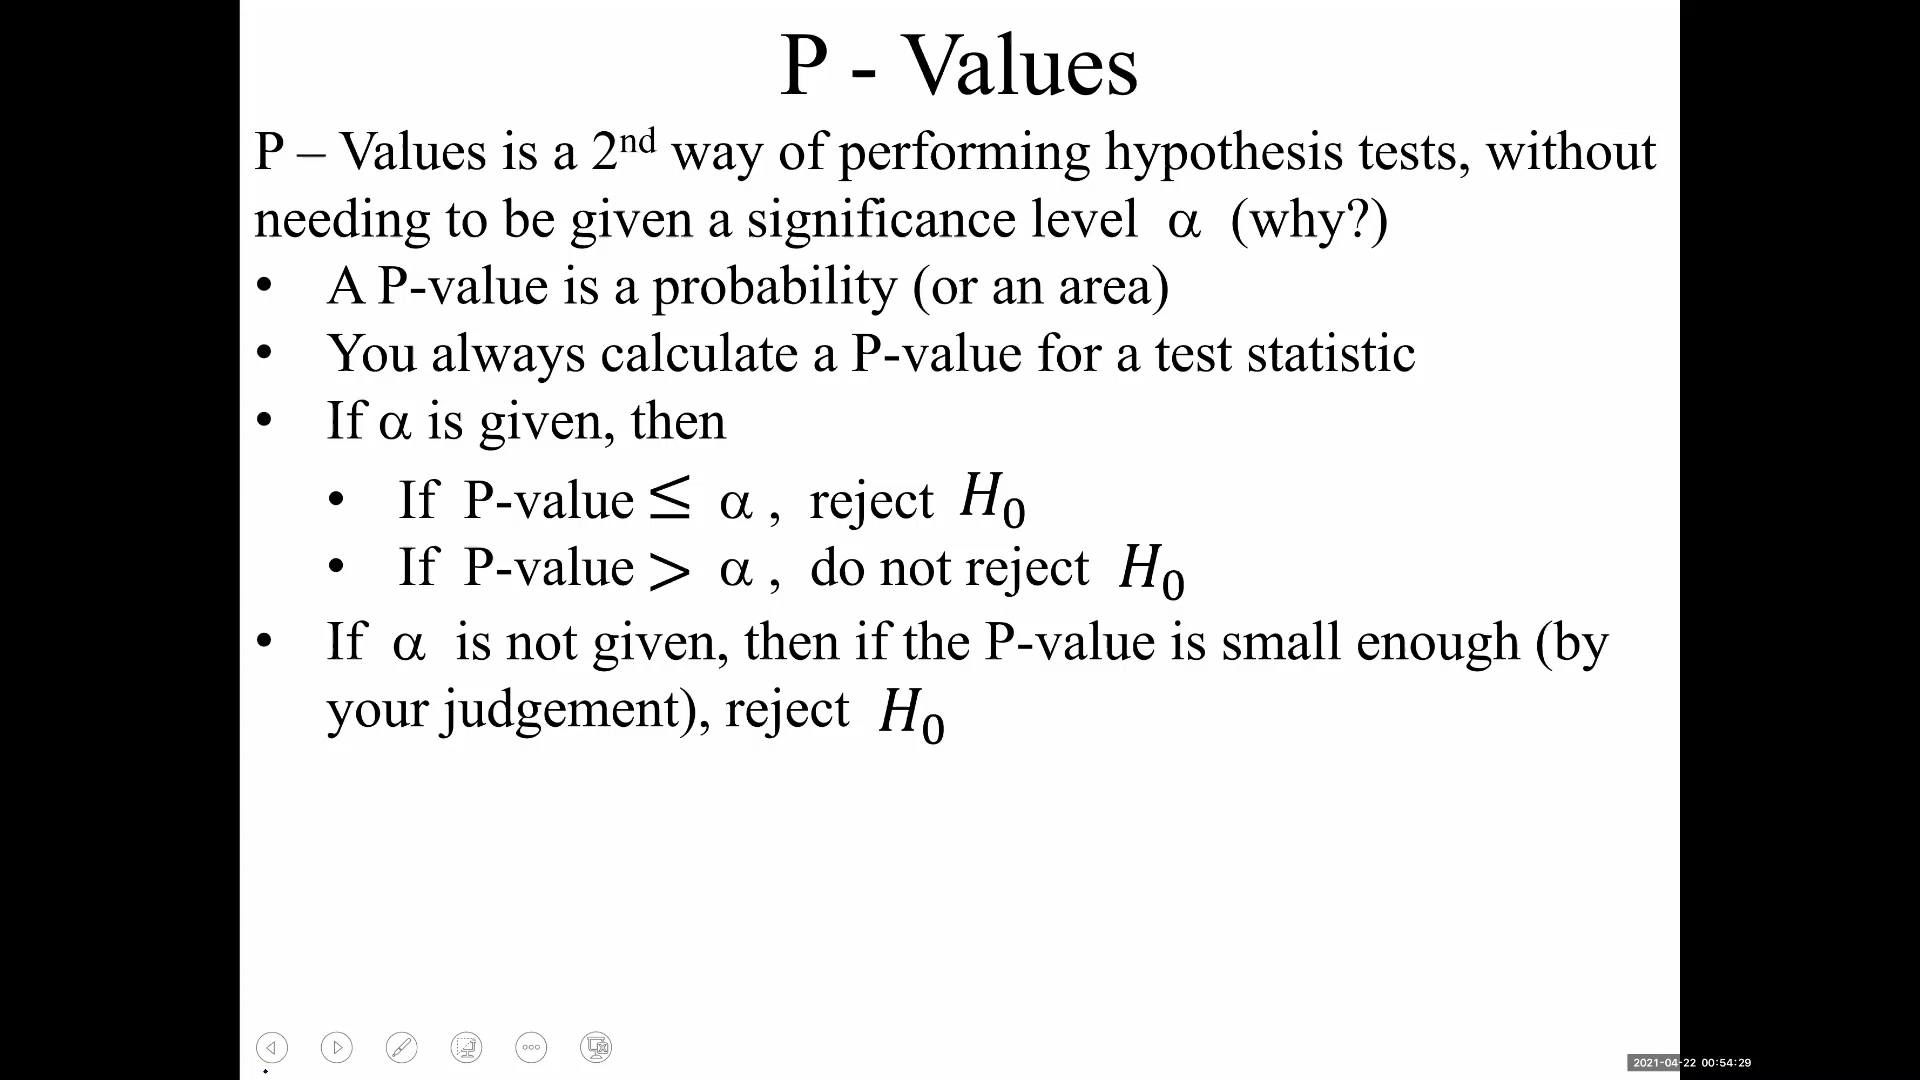 P - Values
P – Values is a 2nd way of performing hypothesis tests, without
needing to be given a significance level α (why?)
• A P-value is a probability (or an area)
• You always calculate a P-value for a test statistic
• If α is given, then
• If P-value ≤ α , reject H₀
• If P-value > α , do not reject H₀
• If α is not given, then if the P-value is small enough (by
your judgement), reject H₀
2021-04-22 00:54:29